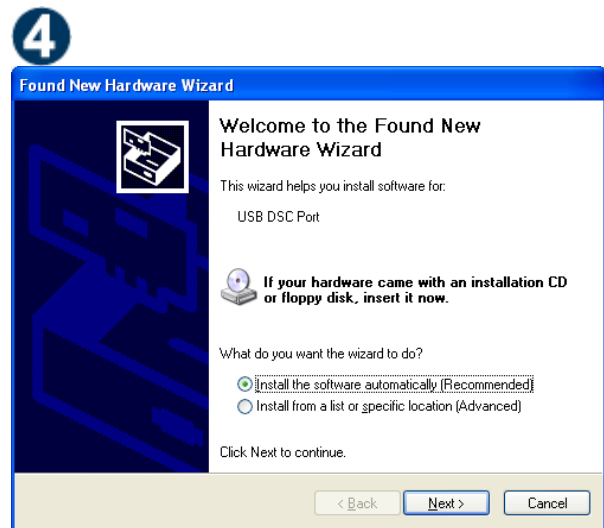 4
Found New Hardware Wizard
Welcome to the Found New
Hardware Wizard
This wizard helps you install software for:
USB DSC Port
If your hardware came with an installation CD
or floppy disk, insert it now.
What do you want the wizard to do?
Install the software automatically (Recommended)
Install from a list or specific location (Advanced)
Click Next to continue.
< Back Next > Cancel